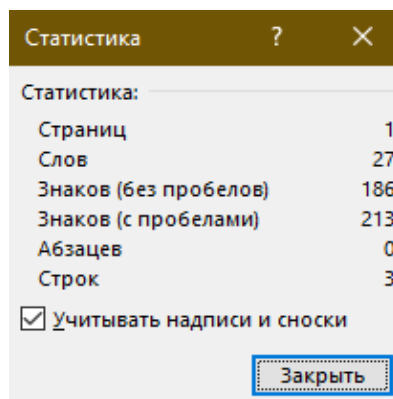 Статистика ? ×
Статистика:
Страниц 1
Слов 27
Знаков (без пробелов) 186
Знаков (с пробелами) 213
Абзацев 0
Строк 3
Учитывать надписи и сноски
Закрыть